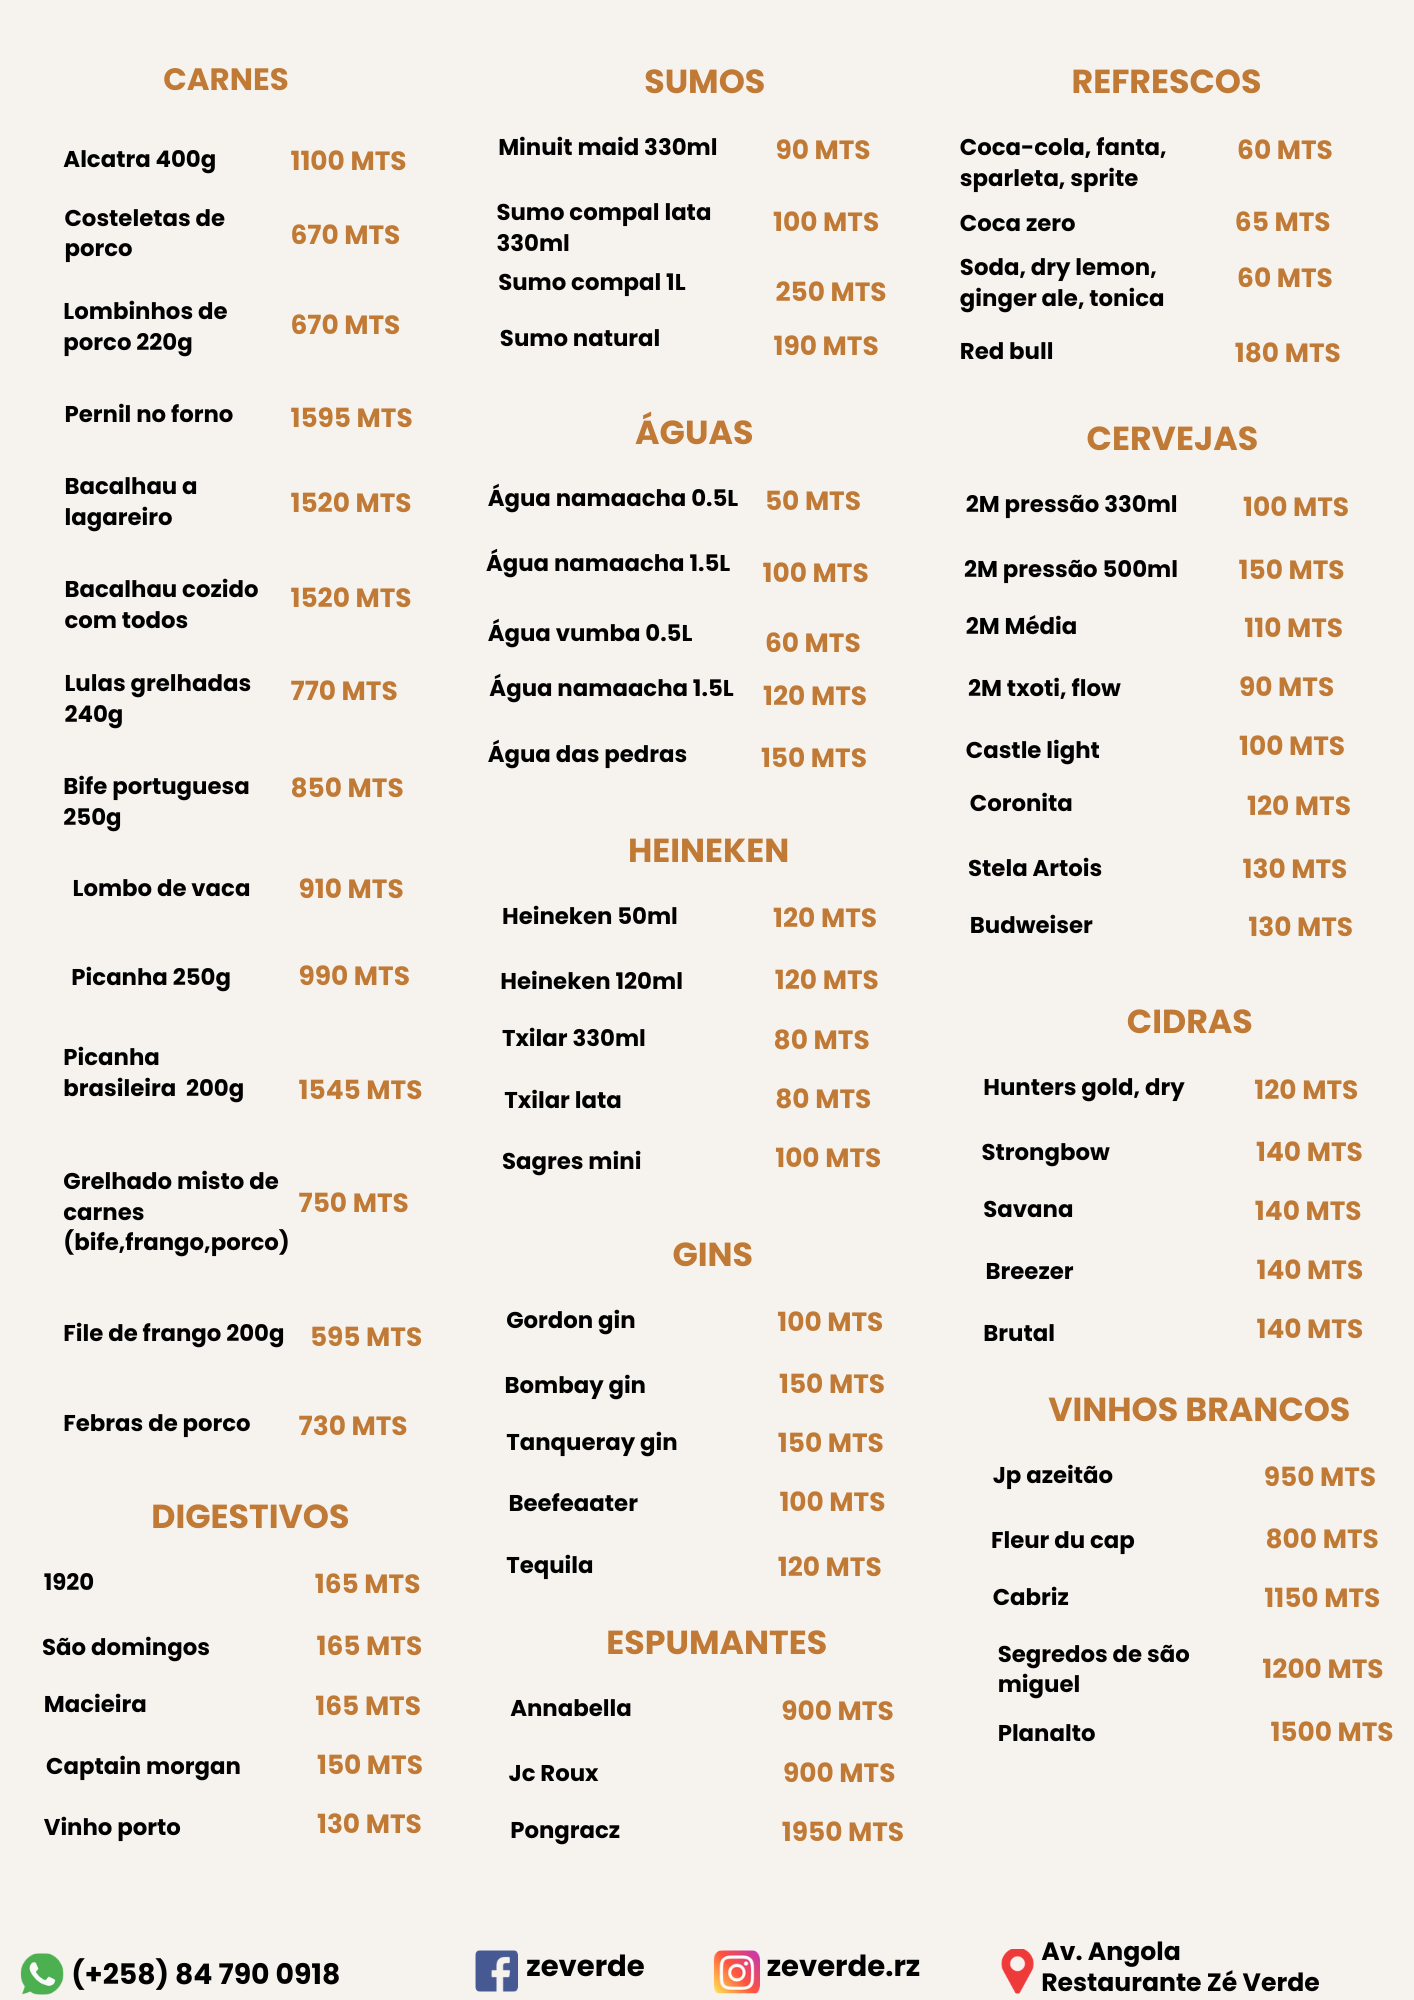 CARNES
Alcatra 400g 1100 MTS
Costeletas de
porco 670 MTS
Lombinhos de
porco 220g 670 MTS
Pernil no forno 1595 MTS
Bacalhau a
lagareiro 1520 MTS
Bacalhau cozido
com todos 1520 MTS
Lulas grelhadas
240g 770 MTS
Bife portuguesa
250g 850 MTS
Lombo de vaca 910 MTS
Picanha 250g 990 MTS
Picanha
brasileira 200g 1545 MTS
Grelhado misto de
carnes 750 MTS
(bife,frango,porco)
File de frango 200g 595 MTS
Febras de porco 730 MTS
DIGESTIVOS
1920 165 MTS
São domingos 165 MTS
Macieira 165 MTS
Captain morgan 150 MTS
Vinho porto 130 MTS
SUMOS
Minuit maid 330ml 90 MTS
Sumo compal lata
330ml 100 MTS
Sumo compal 1L 250 MTS
Sumo natural 190 MTS
ÁGUAS
Água namaacha 0.5L 50 MTS
Água namaacha 1.5L 100 MTS
Água vumba 0.5L 60 MTS
Água namaacha 1.5L 120 MTS
Água das pedras 150 MTS
HEINEKEN
Heineken 50ml 120 MTS
Heineken 120ml 120 MTS
Txilar 330ml 80 MTS
Txilar lata 80 MTS
Sagres mini 100 MTS
GINS
Gordon gin 100 MTS
Bombay gin 150 MTS
Tanqueray gin 150 MTS
Beefeaater 100 MTS
Tequila 120 MTS
ESPUMANTES
Annabella 900 MTS
Jc Roux 900 MTS
Pongracz 1950 MTS
REFRESCOS
Coca-cola, fanta, 60 MTS
sparleta, sprite
Coca zero 65 MTS
Soda, dry lemon, 60 MTS
ginger ale, tonica
Red bull 180 MTS
CERVEJAS
2M pressão 330ml 100 MTS
2M pressão 500ml 150 MTS
2M Média 110 MTS
2M txoti, flow 90 MTS
Castle light 100 MTS
Coronita 120 MTS
Stela Artois 130 MTS
Budweiser 130 MTS
CIDRAS
Hunters gold, dry 120 MTS
Strongbow 140 MTS
Savana 140 MTS
Breezer 140 MTS
Brutal 140 MTS
VINHOS BRANCOS
Jp azeitão 950 MTS
Fleur du cap 800 MTS
Cabriz 1150 MTS
Segredos de são
miguel 1200 MTS
Planalto 1500 MTS
(+258) 84 790 0918
zeverde
zeverde.rz
Av. Angola
Restaurante Zé Verde